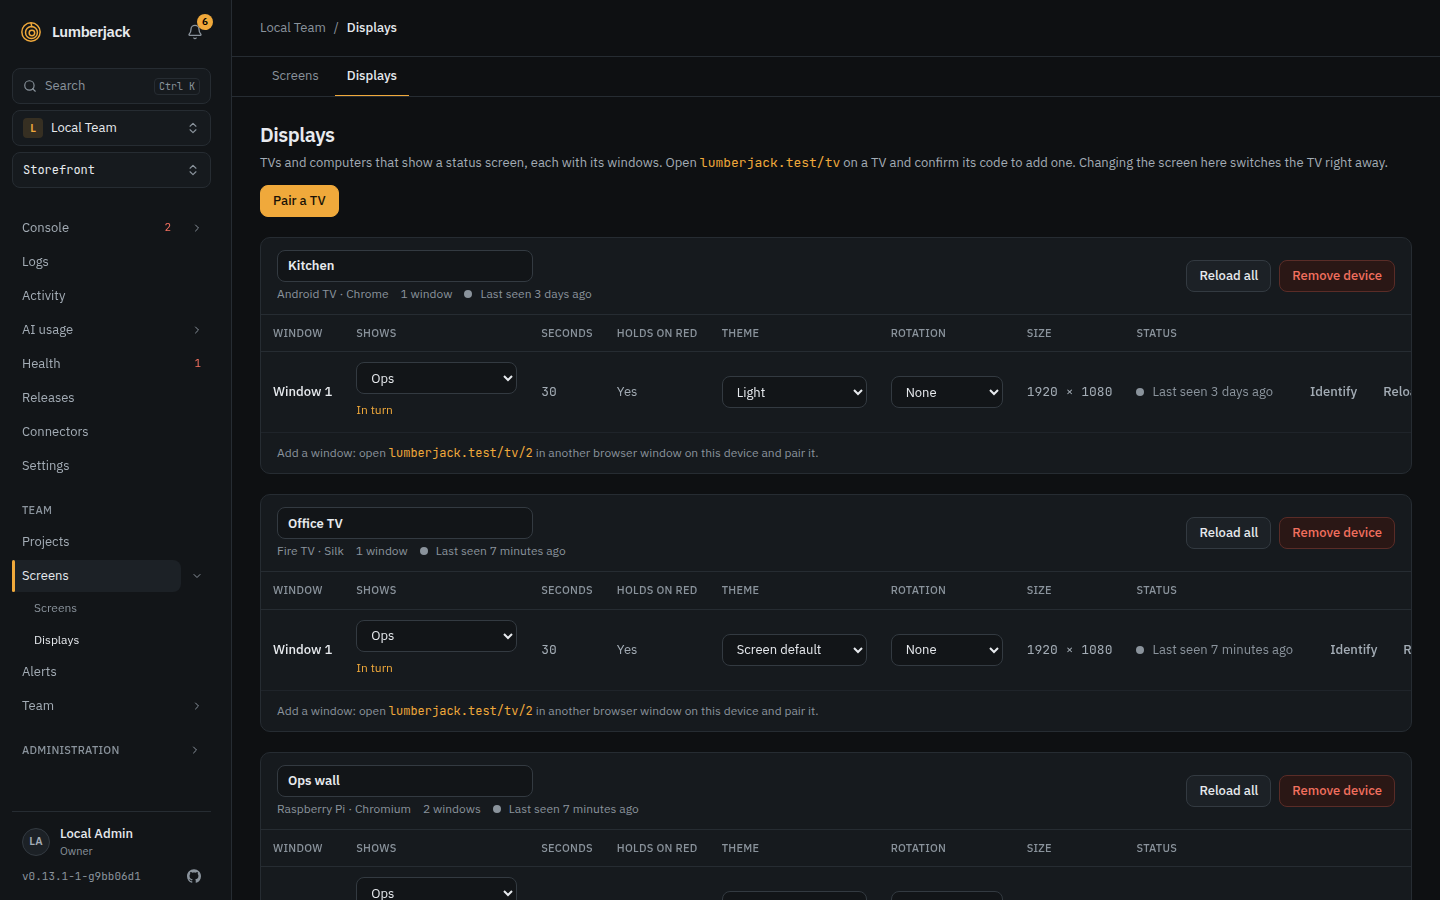 Lumberjack
6
Search
Ctrl K
L Local Team
Storefront
Console 2
Logs
Activity
AI usage
Health 1
Releases
Connectors
Settings
TEAM
Projects
Screens
Screens
Displays
Alerts
Team
ADMINISTRATION
LA Local Admin
Owner
v0.13.1-1-g9bb06d1
Local Team / Displays
Screens Displays
Displays
TVs and computers that show a status screen, each with its windows. Open lumberjack.test/tv on a TV and confirm its code to add one. Changing the screen here switches the TV right away.
Pair a TV
Kitchen
Android TV · Chrome 1 window Last seen 3 days ago
Reload all Remove device
WINDOW SHOWS SECONDS HOLDS ON RED THEME ROTATION SIZE STATUS
Window 1 Ops 30 Yes Light None 1920 × 1080 Last seen 3 days ago Identify Relo
In turn
Add a window: open lumberjack.test/tv/2 in another browser window on this device and pair it.
Office TV
Fire TV · Silk 1 window Last seen 7 minutes ago
Reload all Remove device
WINDOW SHOWS SECONDS HOLDS ON RED THEME ROTATION SIZE STATUS
Window 1 Ops 30 Yes Screen default None 1920 × 1080 Last seen 7 minutes ago Identify R
In turn
Add a window: open lumberjack.test/tv/2 in another browser window on this device and pair it.
Ops wall
Raspberry Pi · Chromium 2 windows Last seen 7 minutes ago
Reload all Remove device
WINDOW SHOWS SECONDS HOLDS ON RED THEME ROTATION SIZE STATUS
Ops